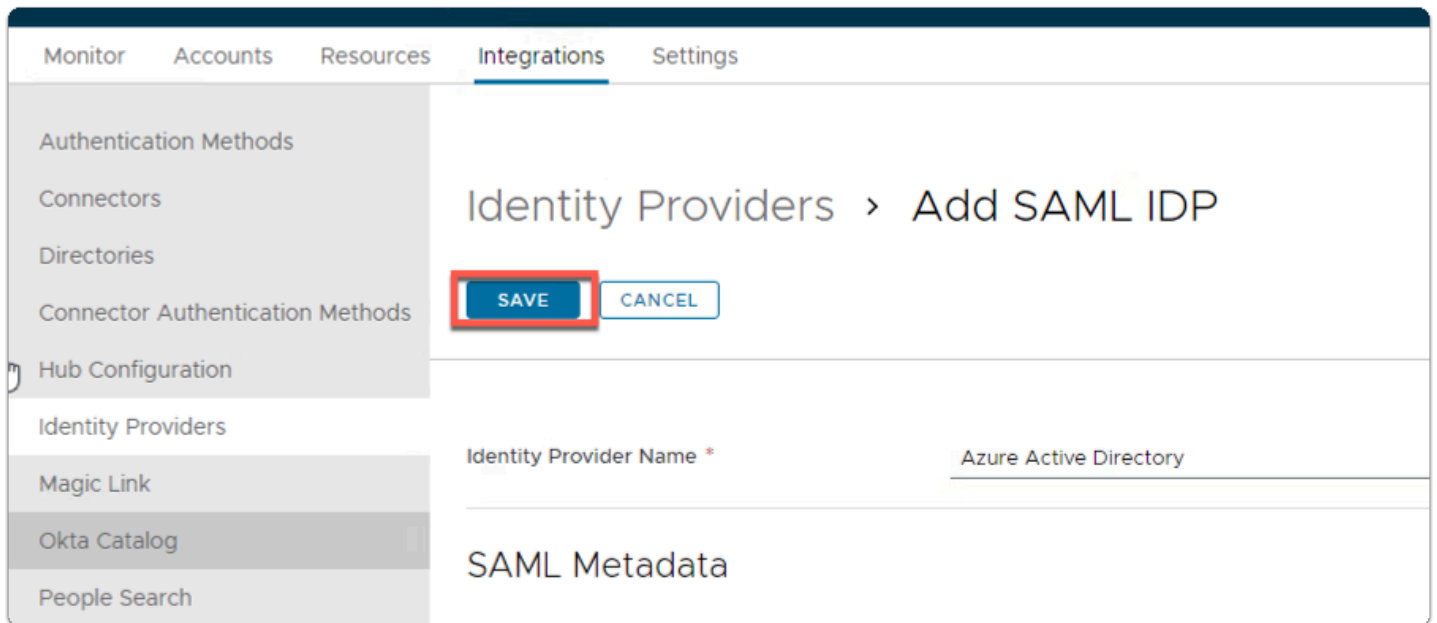 Monitor Accounts Resources Integrations Settings
Authentication Methods
Connectors
Directories
Connector Authentication Methods
Hub Configuration
Identity Providers
Magic Link
Okta Catalog
People Search
Identity Providers > Add SAML IDP
SAVE CANCEL
Identity Provider Name * Azure Active Directory
SAML Metadata